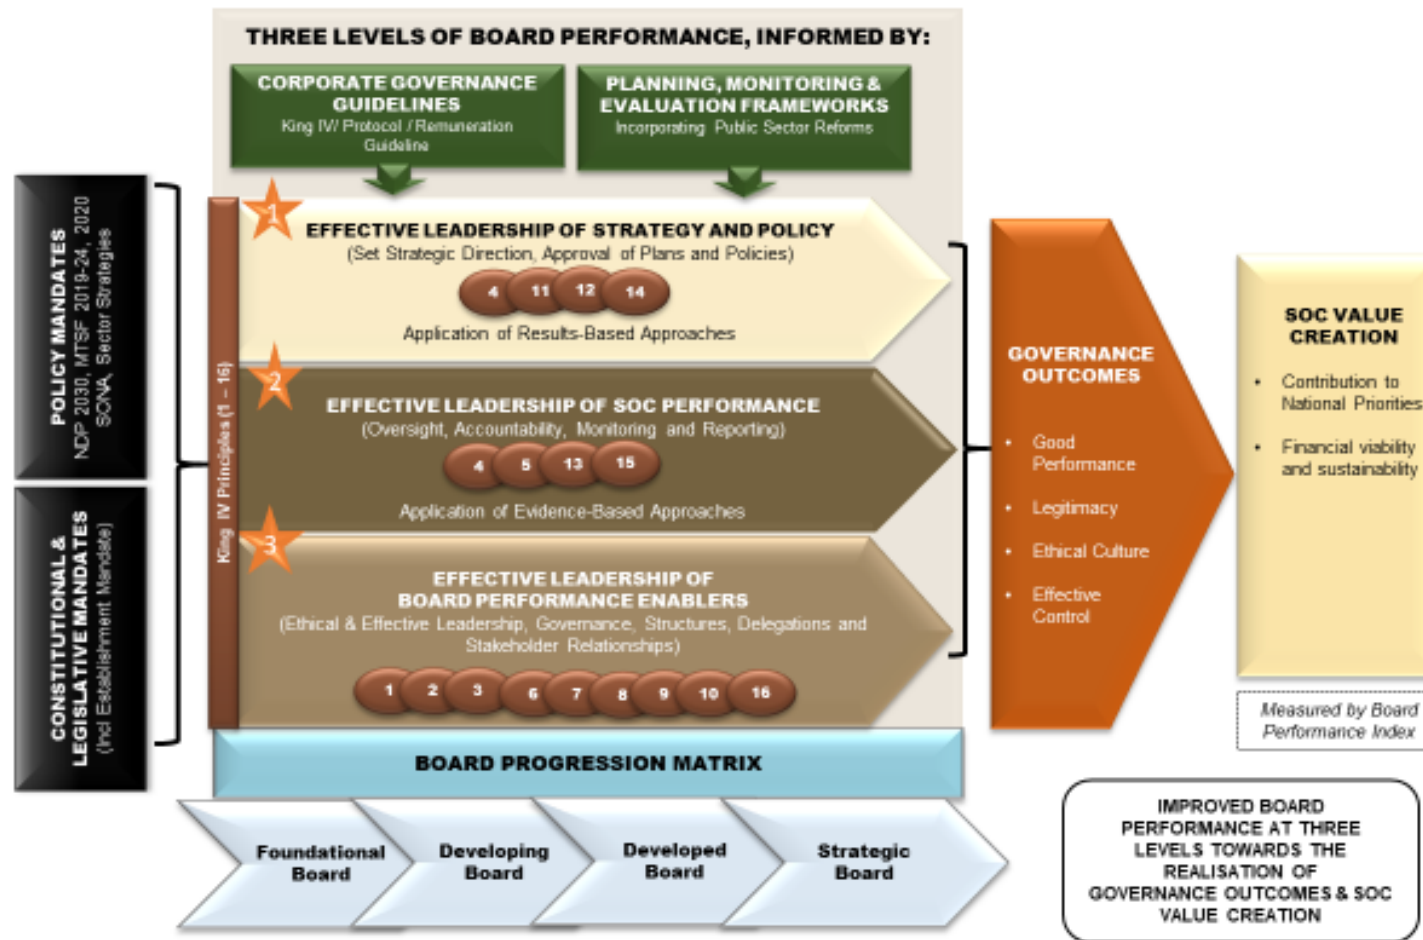 THREE LEVELS OF BOARD PERFORMANCE, INFORMED BY:
CORPORATE GOVERNANCE
GUIDELINES
King IV/ Protocol / Remuneration
Guideline
PLANNING, MONITORING &
EVALUATION FRAMEWORKS
Incorporating Public Sector Reforms
POLICY MANDATES
NDP 2030, MTSF 2019-24, 2020
SONA, Sector Strategies
CONSTITUTIONAL &
LEGISLATIVE MANDATES
(Incl Establishment Mandate)
King IV Principles (1 – 16)
1
EFFECTIVE LEADERSHIP OF STRATEGY AND POLICY
(Set Strategic Direction, Approval of Plans and Policies)
4 11 12 14
Application of Results-Based Approaches
2
EFFECTIVE LEADERSHIP OF SOC PERFORMANCE
(Oversight, Accountability, Monitoring and Reporting)
4 5 13 15
Application of Evidence-Based Approaches
3
EFFECTIVE LEADERSHIP OF
BOARD PERFORMANCE ENABLERS
(Ethical & Effective Leadership, Governance, Structures, Delegations and
Stakeholder Relationships)
1 2 3 6 7 8 9 10 16
GOVERNANCE
OUTCOMES
• Good
Performance
• Legitimacy
• Ethical Culture
• Effective
Control
SOC VALUE
CREATION
• Contribution to
National Priorities
• Financial viability
and sustainability
Measured by Board
Performance Index
BOARD PROGRESSION MATRIX
Foundational
Board
Developing
Board
Developed
Board
Strategic
Board
IMPROVED BOARD
PERFORMANCE AT THREE
LEVELS TOWARDS THE
REALISATION OF
GOVERNANCE OUTCOMES & SOC
VALUE CREATION